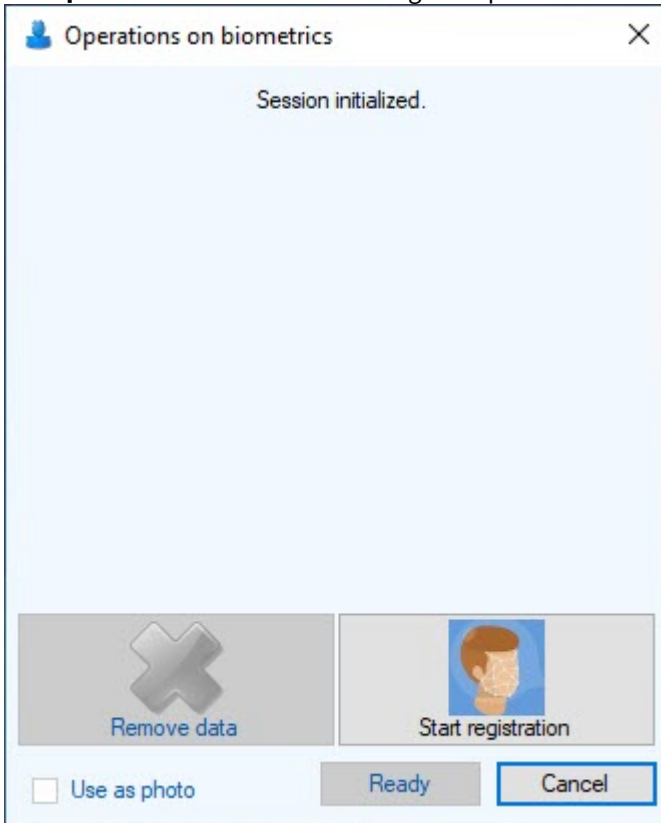 Operations on biometrics
Session initialized.
Remove data
Start registration
Use as photo
Ready
Cancel